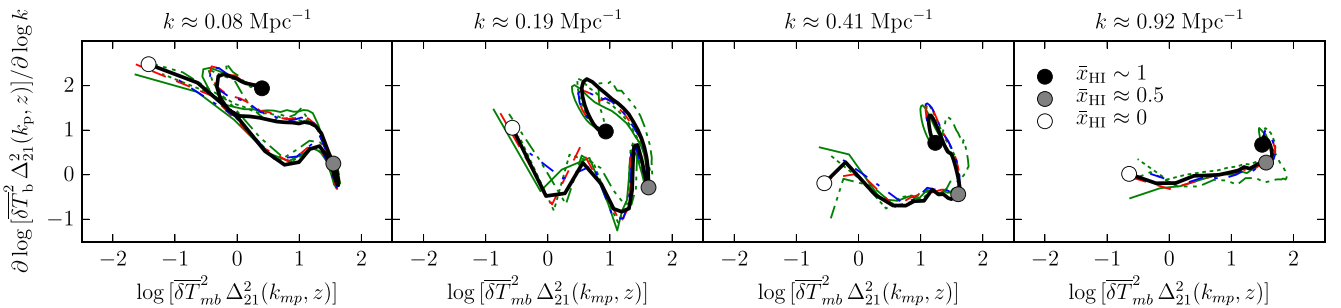 k ≈ 0.08 Mpc⁻¹
k ≈ 0.19 Mpc⁻¹
k ≈ 0.41 Mpc⁻¹
k ≈ 0.92 Mpc⁻¹
∂ log [δT̅_b² Δ²₂₁(k_p, z)]/∂ log k
2
1
0
−1
x̄_HI ∼ 1
x̄_HI ≈ 0.5
x̄_HI ≈ 0
−2 −1 0 1 2
−2 −1 0 1 2
−2 −1 0 1 2
−2 −1 0 1 2
log [δT̅²_mb Δ²₂₁(k_mp, z)]
log [δT̅²_mb Δ²₂₁(k_mp, z)]
log [δT̅²_mb Δ²₂₁(k_mp, z)]
log [δT̅²_mb Δ²₂₁(k_mp, z)]